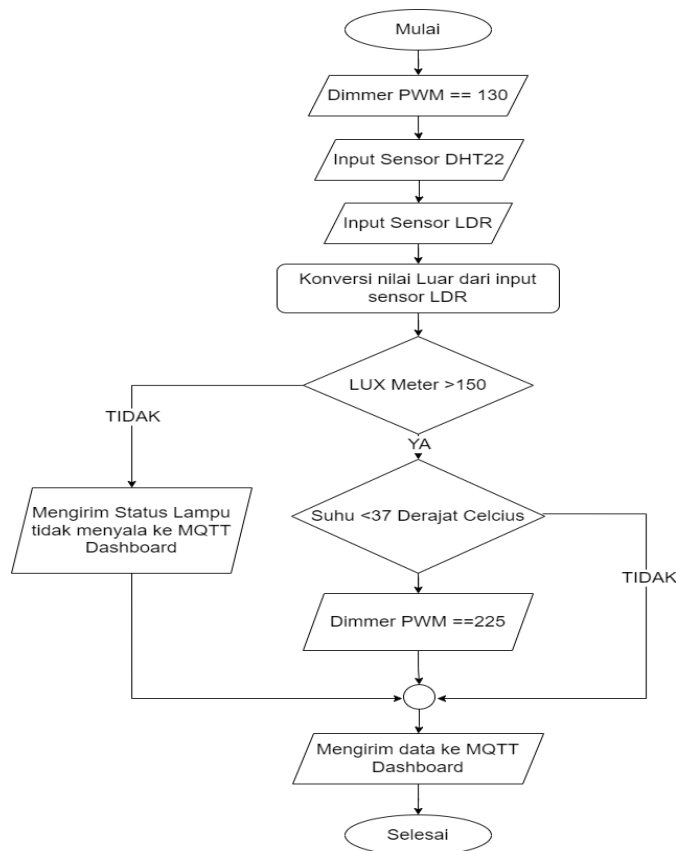 Mulai
Dimmer PWM == 130
Input Sensor DHT22
Input Sensor LDR
Konversi nilai Luar dari input
sensor LDR
LUX Meter >150
TIDAK
YA
Mengirim Status Lampu
tidak menyala ke MQTT
Dashboard
Suhu <37 Derajat Celcius
TIDAK
Dimmer PWM ==225
Mengirim data ke MQTT
Dashboard
Selesai